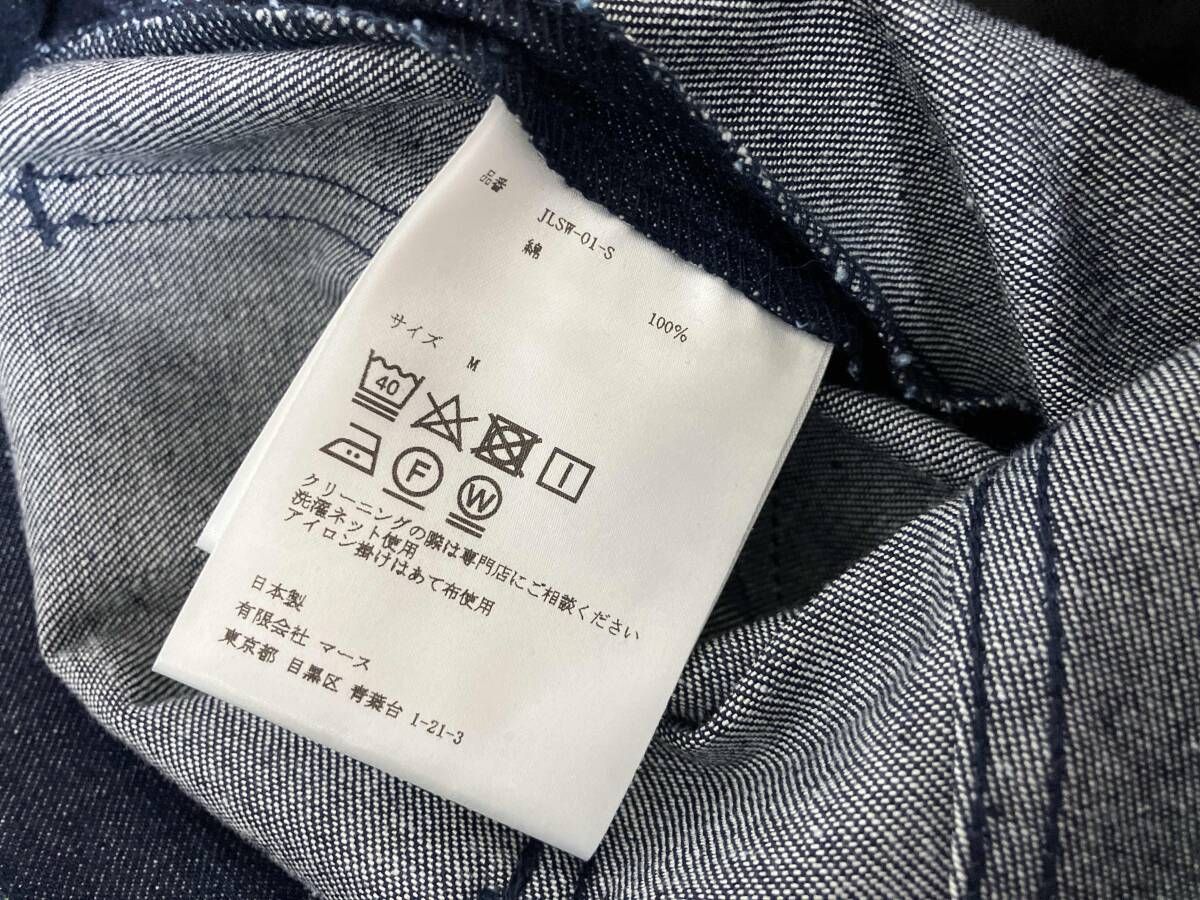 品番
JLSW-01-S
綿
100%
サイズ
M
40
F
W
クリーニングの際は専門店にご相談ください
洗濯ネット使用
アイロン掛けはあて布使用
日本製
有限会社 マース
東京都 目黒区 青葉台 1-21-3